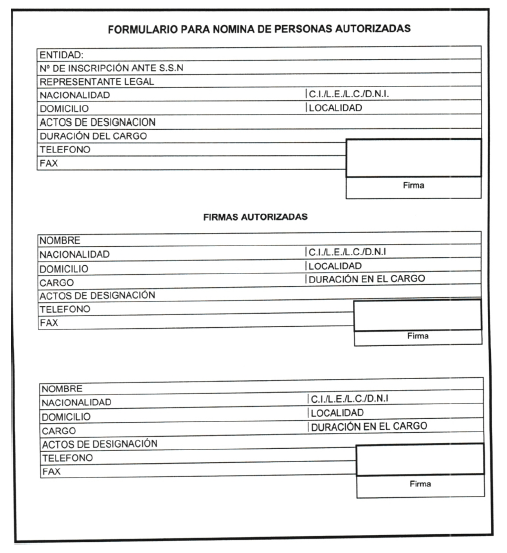 FORMULARIO PARA NOMINA DE PERSONAS AUTORIZADAS
ENTIDAD:
Nº DE INSCRIPCIÓN ANTE S.S.N
REPRESENTANTE LEGAL
NACIONALIDAD C.I./L.E./L.C./D.N.I.
DOMICILIO LOCALIDAD
ACTOS DE DESIGNACION
DURACIÓN DEL CARGO
TELEFONO
FAX
Firma
FIRMAS AUTORIZADAS
NOMBRE
NACIONALIDAD C.I./L.E./L.C./D.N.I
DOMICILIO LOCALIDAD
CARGO DURACIÓN EN EL CARGO
ACTOS DE DESIGNACIÓN
TELEFONO
FAX
Firma
NOMBRE
NACIONALIDAD C.I./L.E./L.C./D.N.I
DOMICILIO LOCALIDAD
CARGO DURACIÓN EN EL CARGO
ACTOS DE DESIGNACIÓN
TELEFONO
FAX
Firma